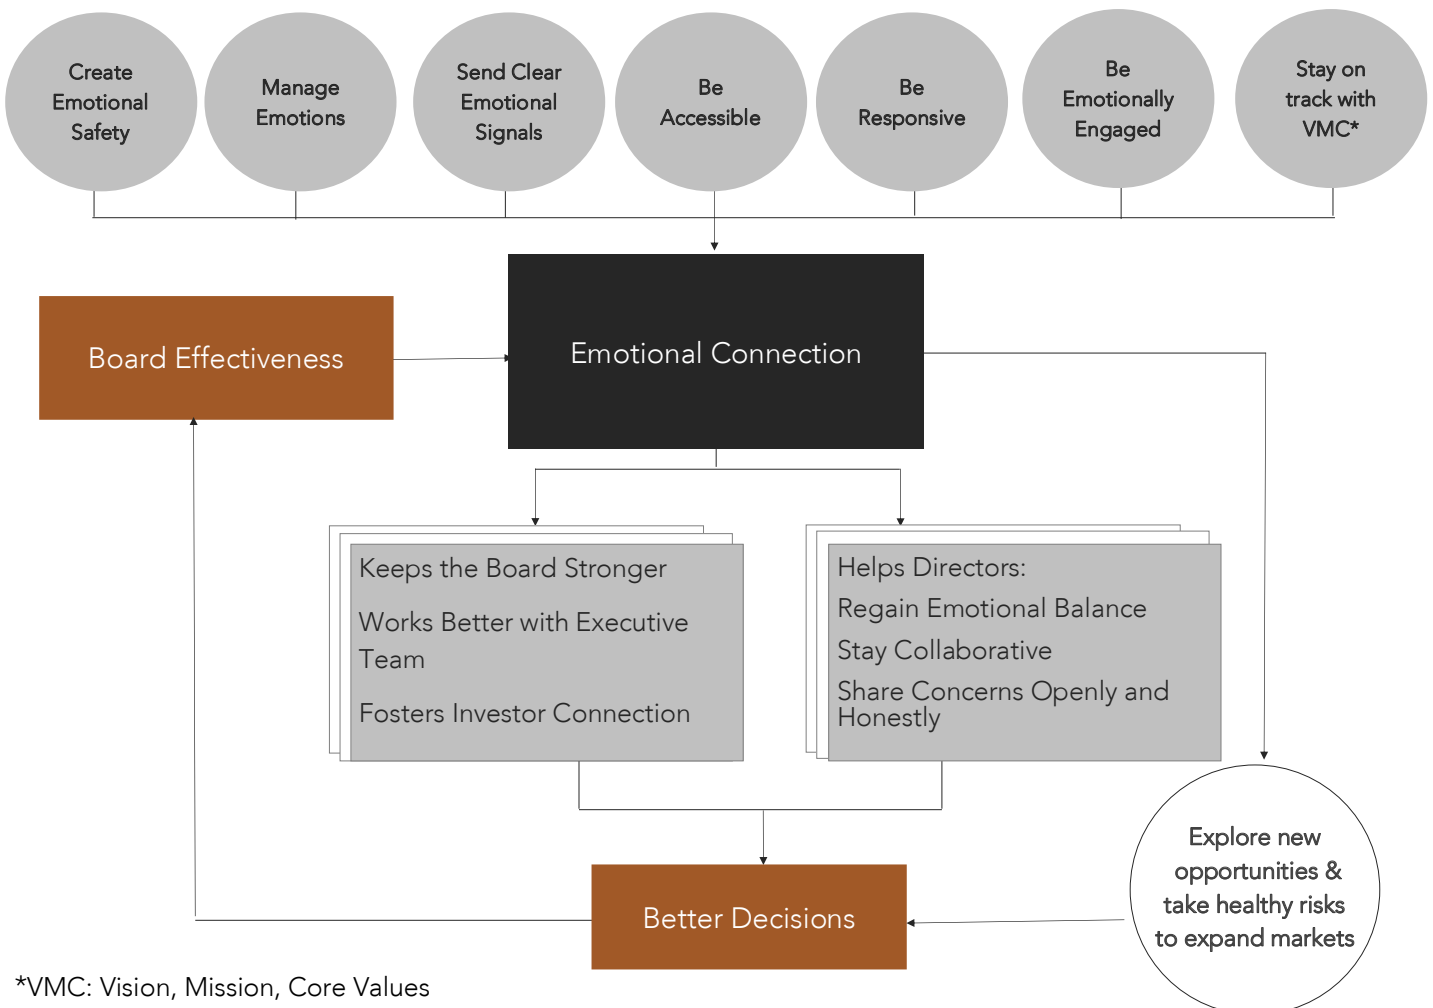 Create
Emotional
Safety
Manage
Emotions
Send Clear
Emotional
Signals
Be
Accessible
Be
Responsive
Be
Emotionally
Engaged
Stay on
track with
VMC*
Board Effectiveness
Emotional Connection
Keeps the Board Stronger
Works Better with Executive
Team
Fosters Investor Connection
Helps Directors:
Regain Emotional Balance
Stay Collaborative
Share Concerns Openly and
Honestly
Explore new
opportunities &
take healthy risks
to expand markets
Better Decisions
*VMC: Vision, Mission, Core Values